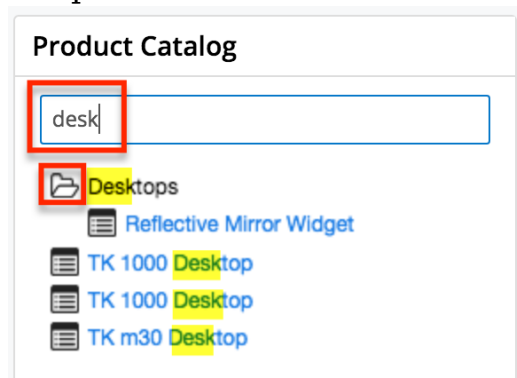 Product Catalog
desk
Desktops
Reflective Mirror Widget
TK 1000 Desktop
TK 1000 Desktop
TK m30 Desktop